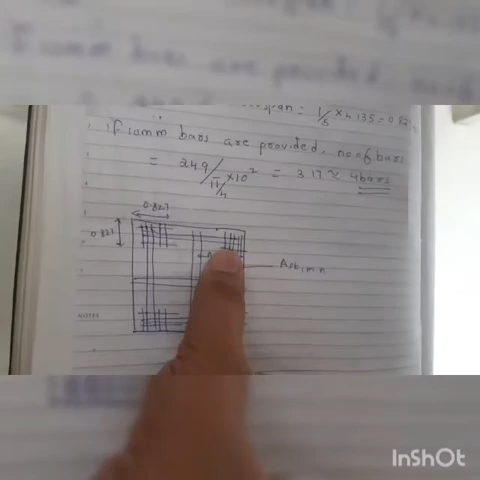 span = 1/5 × 4.135 = 0.827
If 10mm bars are provided, no of bars
= 249 / π/4 × 10² = 3.17 ≈ 4 bars
0.827
0.827
Ast,min
NOTES
InShOt